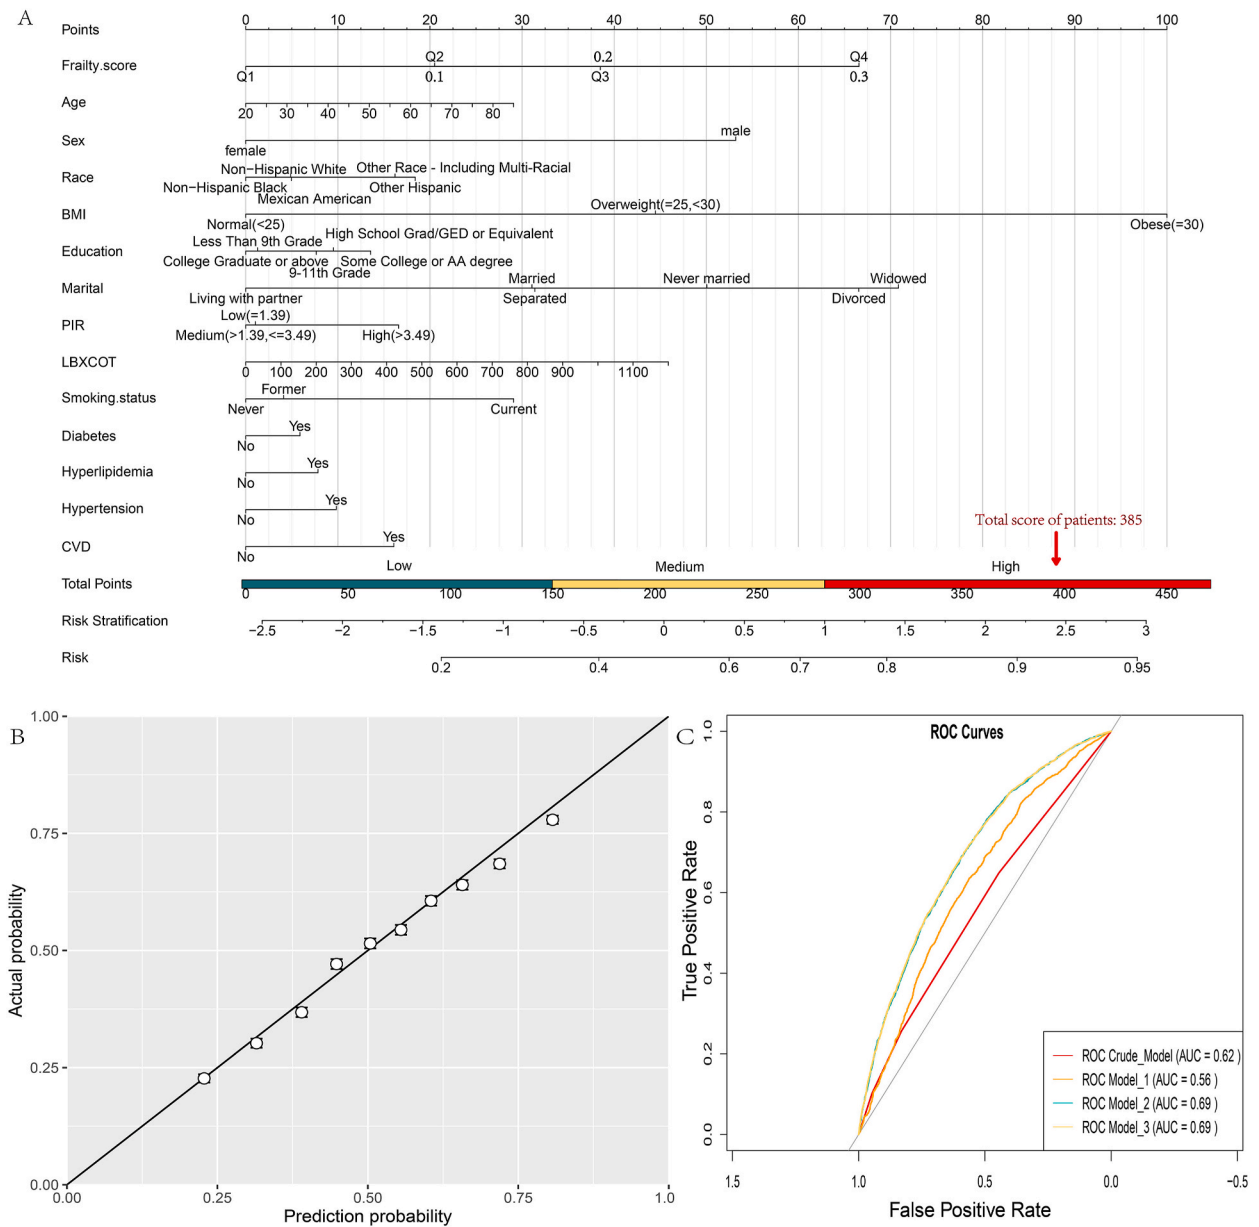 A
Points
0 10 20 30 40 50 60 70 80 90 100
Frailty.score
Q2 0.2 Q4
Q1 0.1 Q3 0.3
Age
20 30 40 50 60 70 80
Sex
male
female
Race
Non-Hispanic White Other Race - Including Multi-Racial
Non-Hispanic Black Other Hispanic
Mexican American
BMI
Overweight(=25,<30)
Normal(<25) Obese(=30)
Education
High School Grad/GED or Equivalent
Less Than 9th Grade
College Graduate or above Some College or AA degree
9-11th Grade
Marital
Married Never married Widowed
Living with partner Separated Divorced
PIR
Low(=1.39)
Medium(>1.39,<=3.49) High(>3.49)
LBXCOT
0 100 200 300 400 500 600 700 800 900 1100
Smoking.status
Former
Never Current
Diabetes
Yes
No
Hyperlipidemia
Yes
No
Hypertension
Yes
No
Total score of patients: 385
CVD
Yes
No
Low Medium High
Total Points
0 50 100 150 200 250 300 350 400 450
Risk Stratification
-2.5 -2 -1.5 -1 -0.5 0 0.5 1 1.5 2 2.5 3
Risk
0.2 0.4 0.6 0.7 0.8 0.9 0.95
B
1.00
0.75
0.50
0.25
0.00
Actual probability
0.00 0.25 0.50 0.75 1.0
Prediction probability
C
ROC Curves
1.0
0.8
0.6
0.4
0.2
0.0
True Positive Rate
ROC Crude_Model (AUC = 0.62 )
ROC Model_1 (AUC = 0.56 )
ROC Model_2 (AUC = 0.69 )
ROC Model_3 (AUC = 0.69 )
1.5 1.0 0.5 0.0 -0.5
False Positive Rate